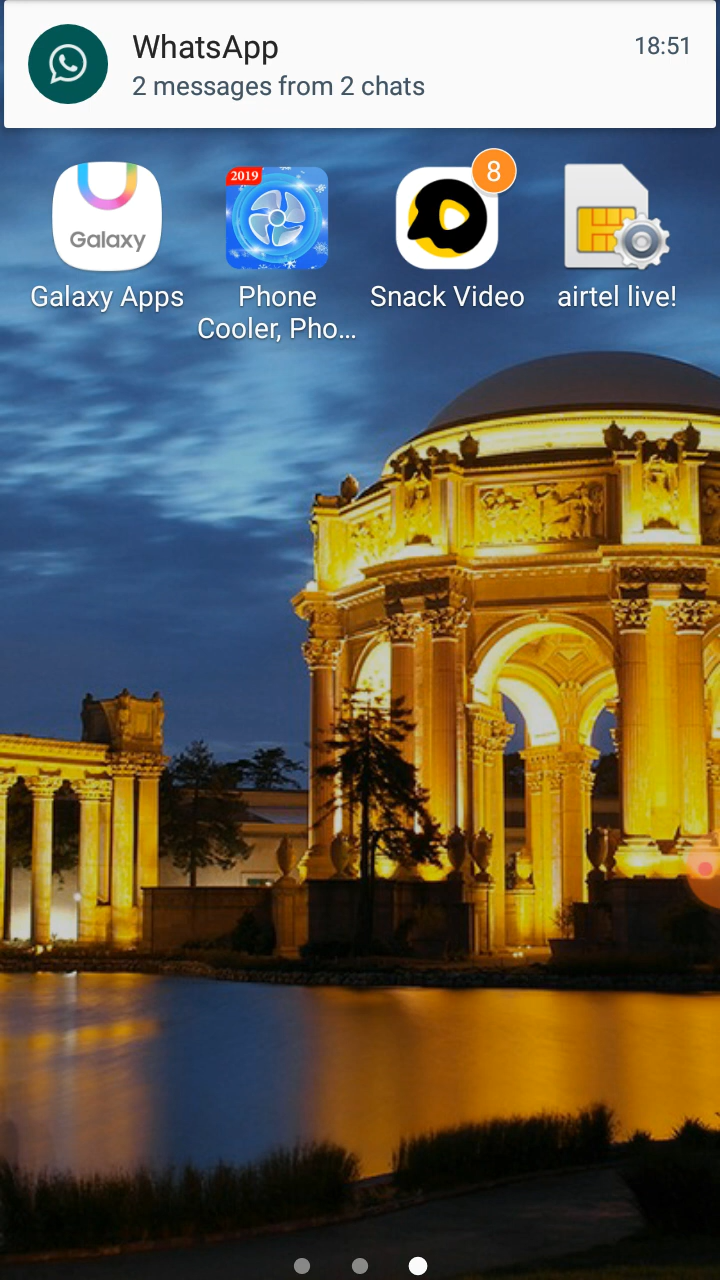 WhatsApp
18:51
2 messages from 2 chats
2019
8
Galaxy
Galaxy Apps
Phone
Cooler, Pho...
Snack Video
airtel live!